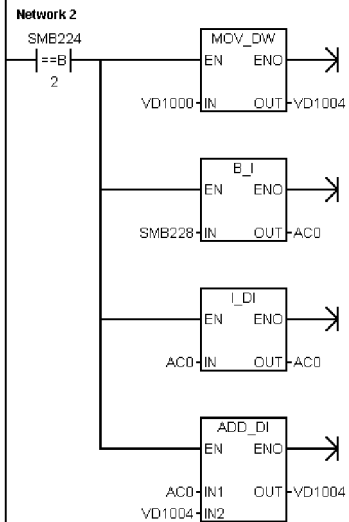 Network 2
SMB224
==B
2
MOV_DW
EN ENO
VD1000 IN OUT VD1004
B_I
EN ENO
SMB228 IN OUT AC0
I_DI
EN ENO
AC0 IN OUT AC0
ADD_DI
EN ENO
AC0 IN1 OUT VD1004
VD1004 IN2